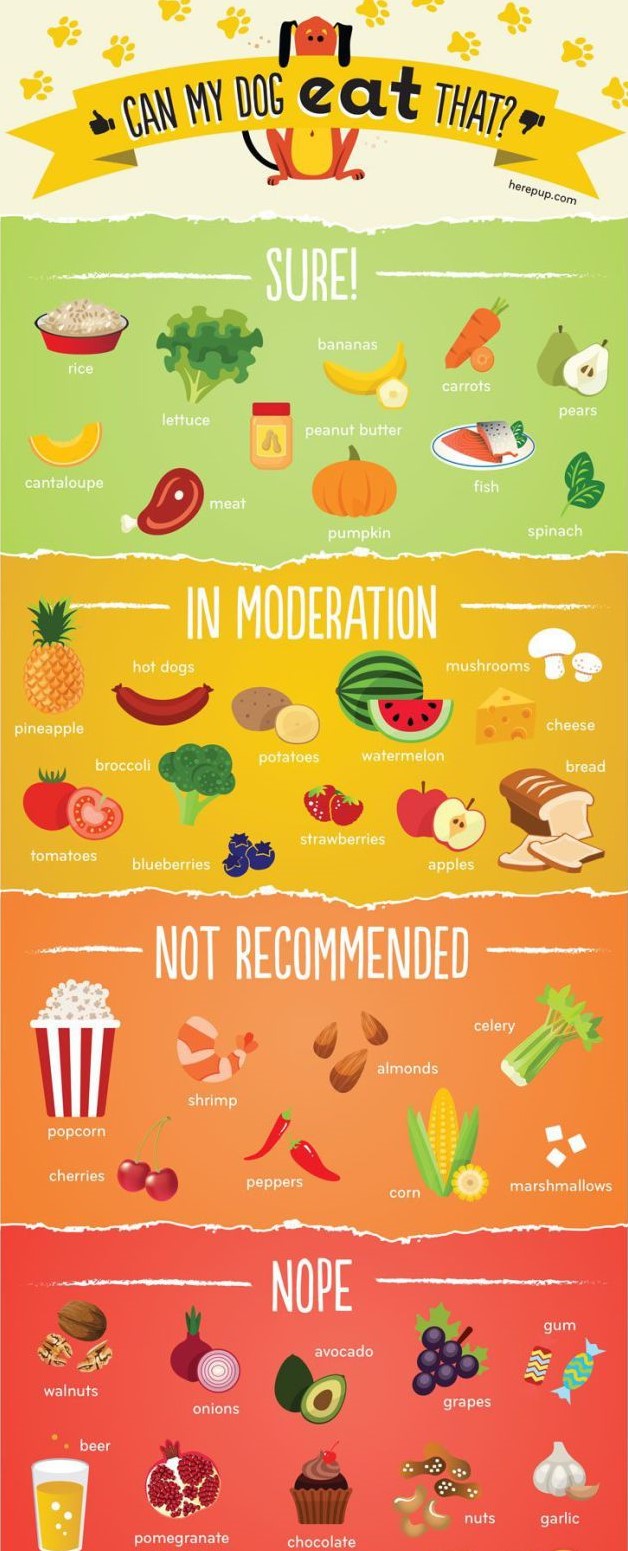 CAN MY DOG eat THAT?
herepup.com
SURE!
rice
lettuce
bananas
carrots
pears
cantaloupe
peanut butter
meat
pumpkin
fish
spinach
IN MODERATION
pineapple
hot dogs
potatoes
watermelon
mushrooms
cheese
broccoli
bread
tomatoes
blueberries
strawberries
apples
NOT RECOMMENDED
popcorn
shrimp
almonds
celery
cherries
peppers
corn
marshmallows
NOPE
walnuts
onions
avocado
grapes
gum
beer
pomegranate
chocolate
nuts
garlic